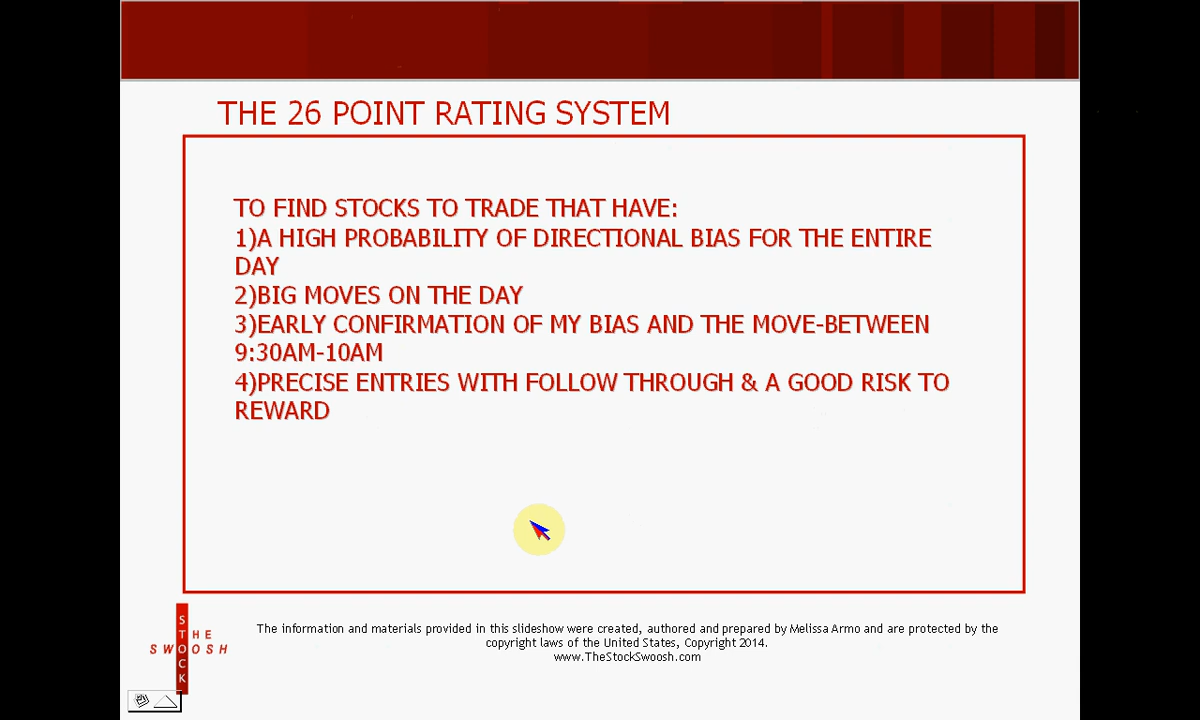 THE 26 POINT RATING SYSTEM
TO FIND STOCKS TO TRADE THAT HAVE:
1)A HIGH PROBABILITY OF DIRECTIONAL BIAS FOR THE ENTIRE
DAY
2)BIG MOVES ON THE DAY
3)EARLY CONFIRMATION OF MY BIAS AND THE MOVE-BETWEEN
9:30AM-10AM
4)PRECISE ENTRIES WITH FOLLOW THROUGH & A GOOD RISK TO
REWARD
THE
STOCK
SWOOSH
The information and materials provided in this slideshow were created, authored and prepared by Melissa Armo and are protected by the
copyright laws of the United States, Copyright 2014.
www.TheStockSwoosh.com